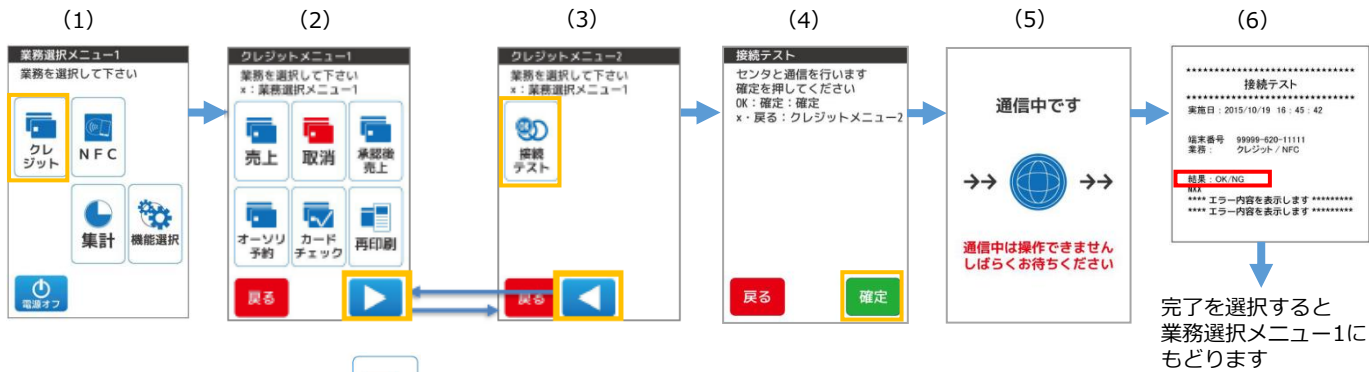 (1)
(2)
(3)
(4)
(5)
(6)
業務選択メニュー1
業務を選択して下さい
クレ
ジット
NFC
集計
機能選択
電源オフ
クレジットメニュー1
業務を選択して下さい
x:業務選択メニュー1
売上
取消
承認後
売上
オーソリ
予約
カード
チェック
再印刷
戻る
クレジットメニュー2
業務を選択して下さい
x:業務選択メニュー1
OK
接続
テスト
戻る
接続テスト
センタと通信を行います
確定を押してください
OK:確定:確定
x・戻る:クレジットメニュー2
戻る
確定
通信中です
→→
→→
通信中は操作できません
しばらくお待ちください
******************************
接続テスト
******************************
実施日:2015/10/19 16:45:42
端末番号 99999-620-11111
業務: クレジット/NFC
結果:OK/NG
NXX
**** エラー内容を表示します *********
**** エラー内容を表示します *********
完了を選択すると
業務選択メニュー1に
もどります